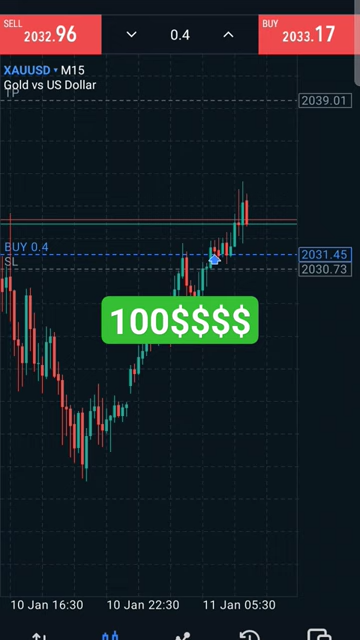 SELL
BUY
2032.96
0.4
2033.17
XAUUSD M15
Gold vs US Dollar
TP
2039.01
BUY 0.4
2031.45
SL
2030.73
100$$$$
10 Jan 16:30
10 Jan 22:30
11 Jan 05:30